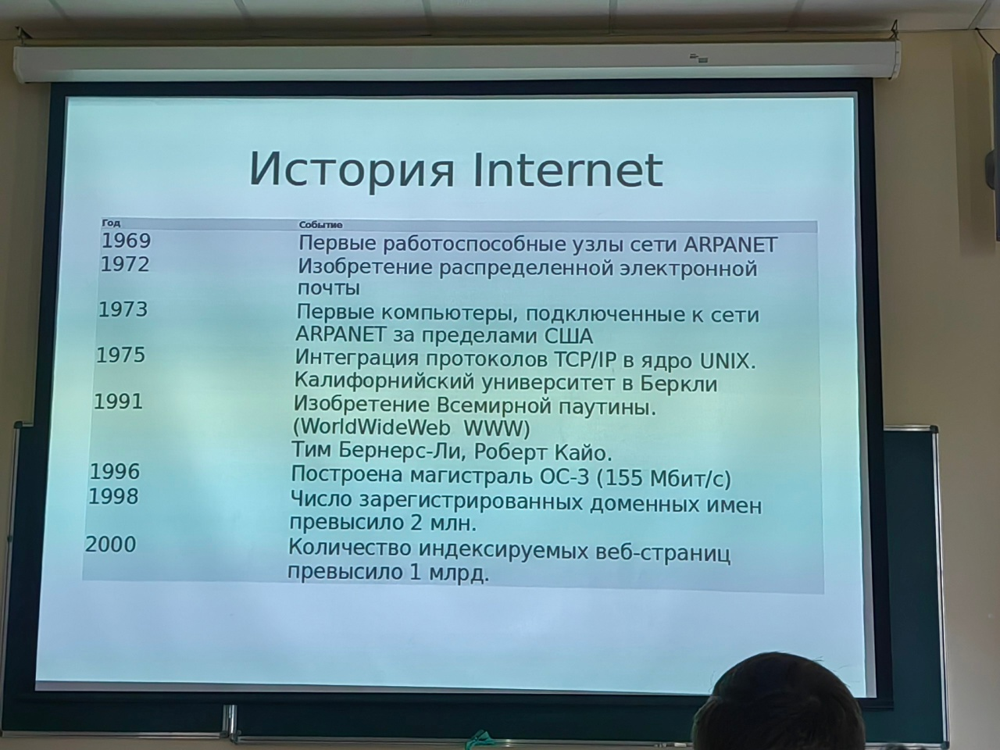 История Internet
Год Событие
1969 Первые работоспособные узлы сети ARPANET
1972 Изобретение распределенной электронной
почты
1973 Первые компьютеры, подключенные к сети
ARPANET за пределами США
1975 Интеграция протоколов TCP/IP в ядро UNIX.
Калифорнийский университет в Беркли
1991 Изобретение Всемирной паутины.
(WorldWideWeb WWW)
Тим Бернерс-Ли, Роберт Кайо.
1996 Построена магистраль ОС-3 (155 Мбит/с)
1998 Число зарегистрированных доменных имен
превысило 2 млн.
2000 Количество индексируемых веб-страниц
превысило 1 млрд.